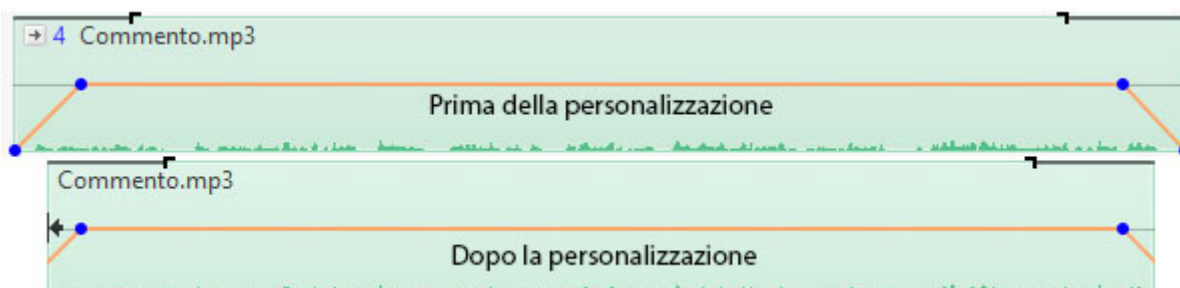 4 Commento.mp3
Prima della personalizzazione
Commento.mp3
Dopo la personalizzazione